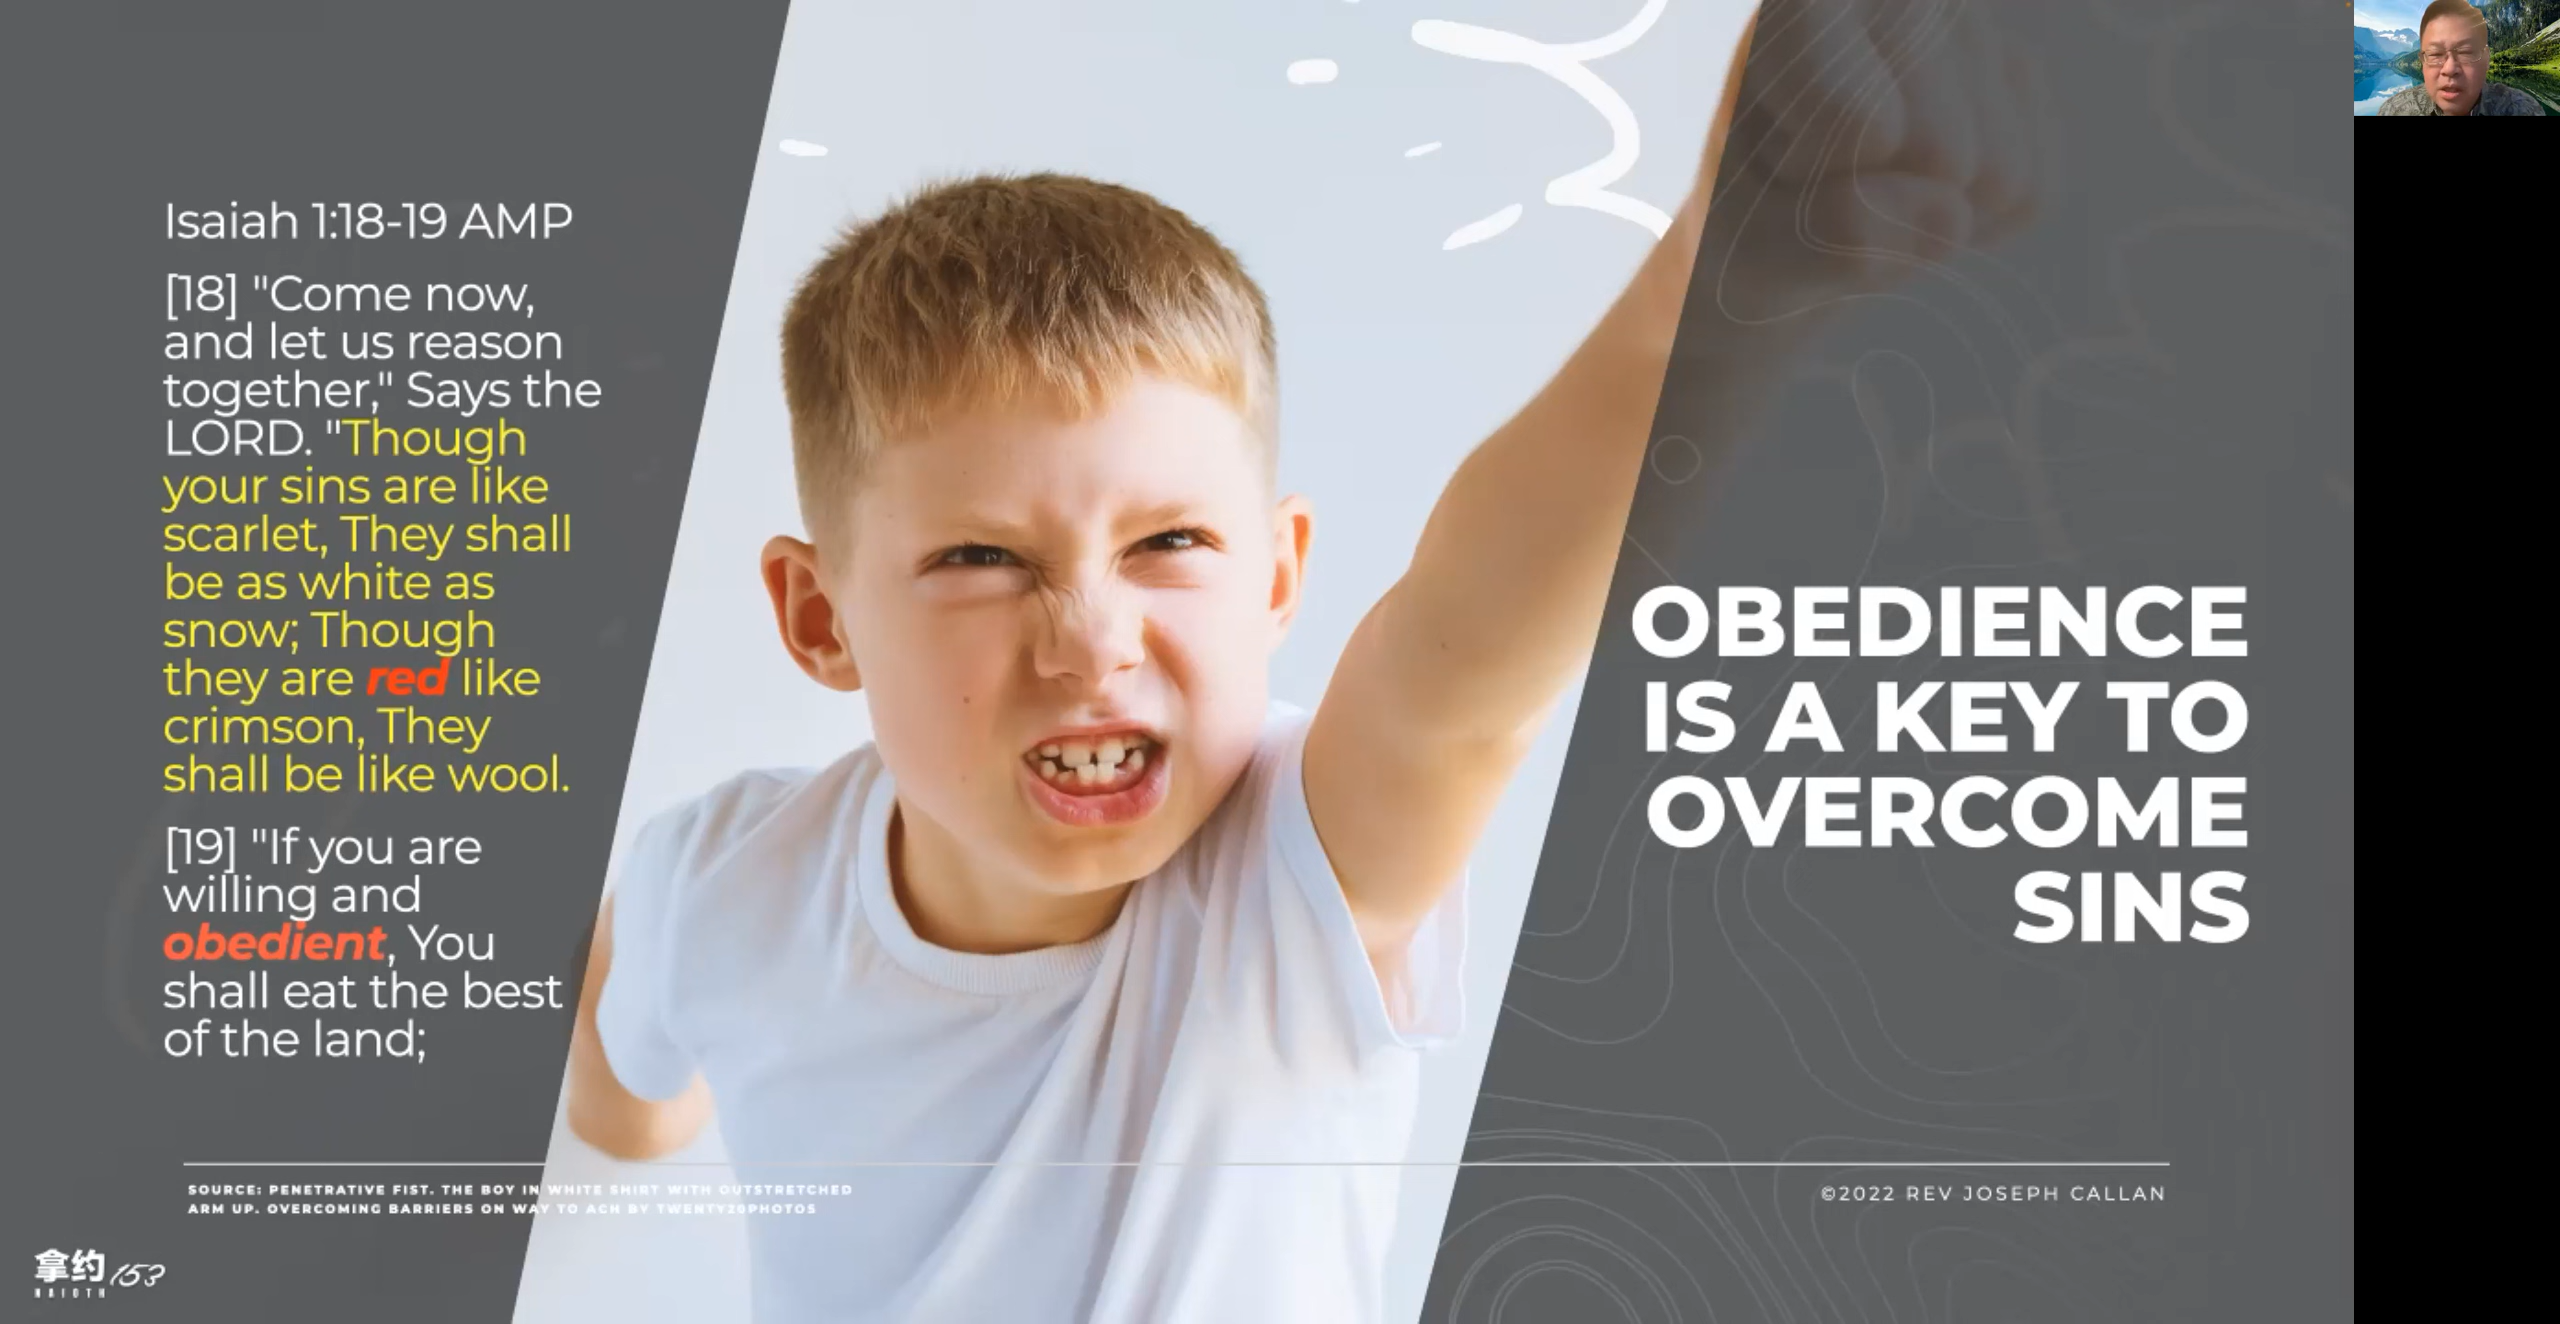 Isaiah 1:18-19 AMP
[18] "Come now,
and let us reason
together," Says the
LORD. "Though
your sins are like
scarlet, They shall
be as white as
snow; Though
they are red like
crimson, They
shall be like wool.
[19] "If you are
willing and
obedient, You
shall eat the best
of the land;
OBEDIENCE
IS A KEY TO
OVERCOME
SINS
SOURCE: PENETRATIVE FIST. THE BOY IN WHITE SHIRT WITH OUTSTRETCHED
ARM UP. OVERCOMING BARRIERS ON WAY TO ACH BY TWENTY20PHOTOS
©2022 REV JOSEPH CALLAN
拿约 153
NAIOTH